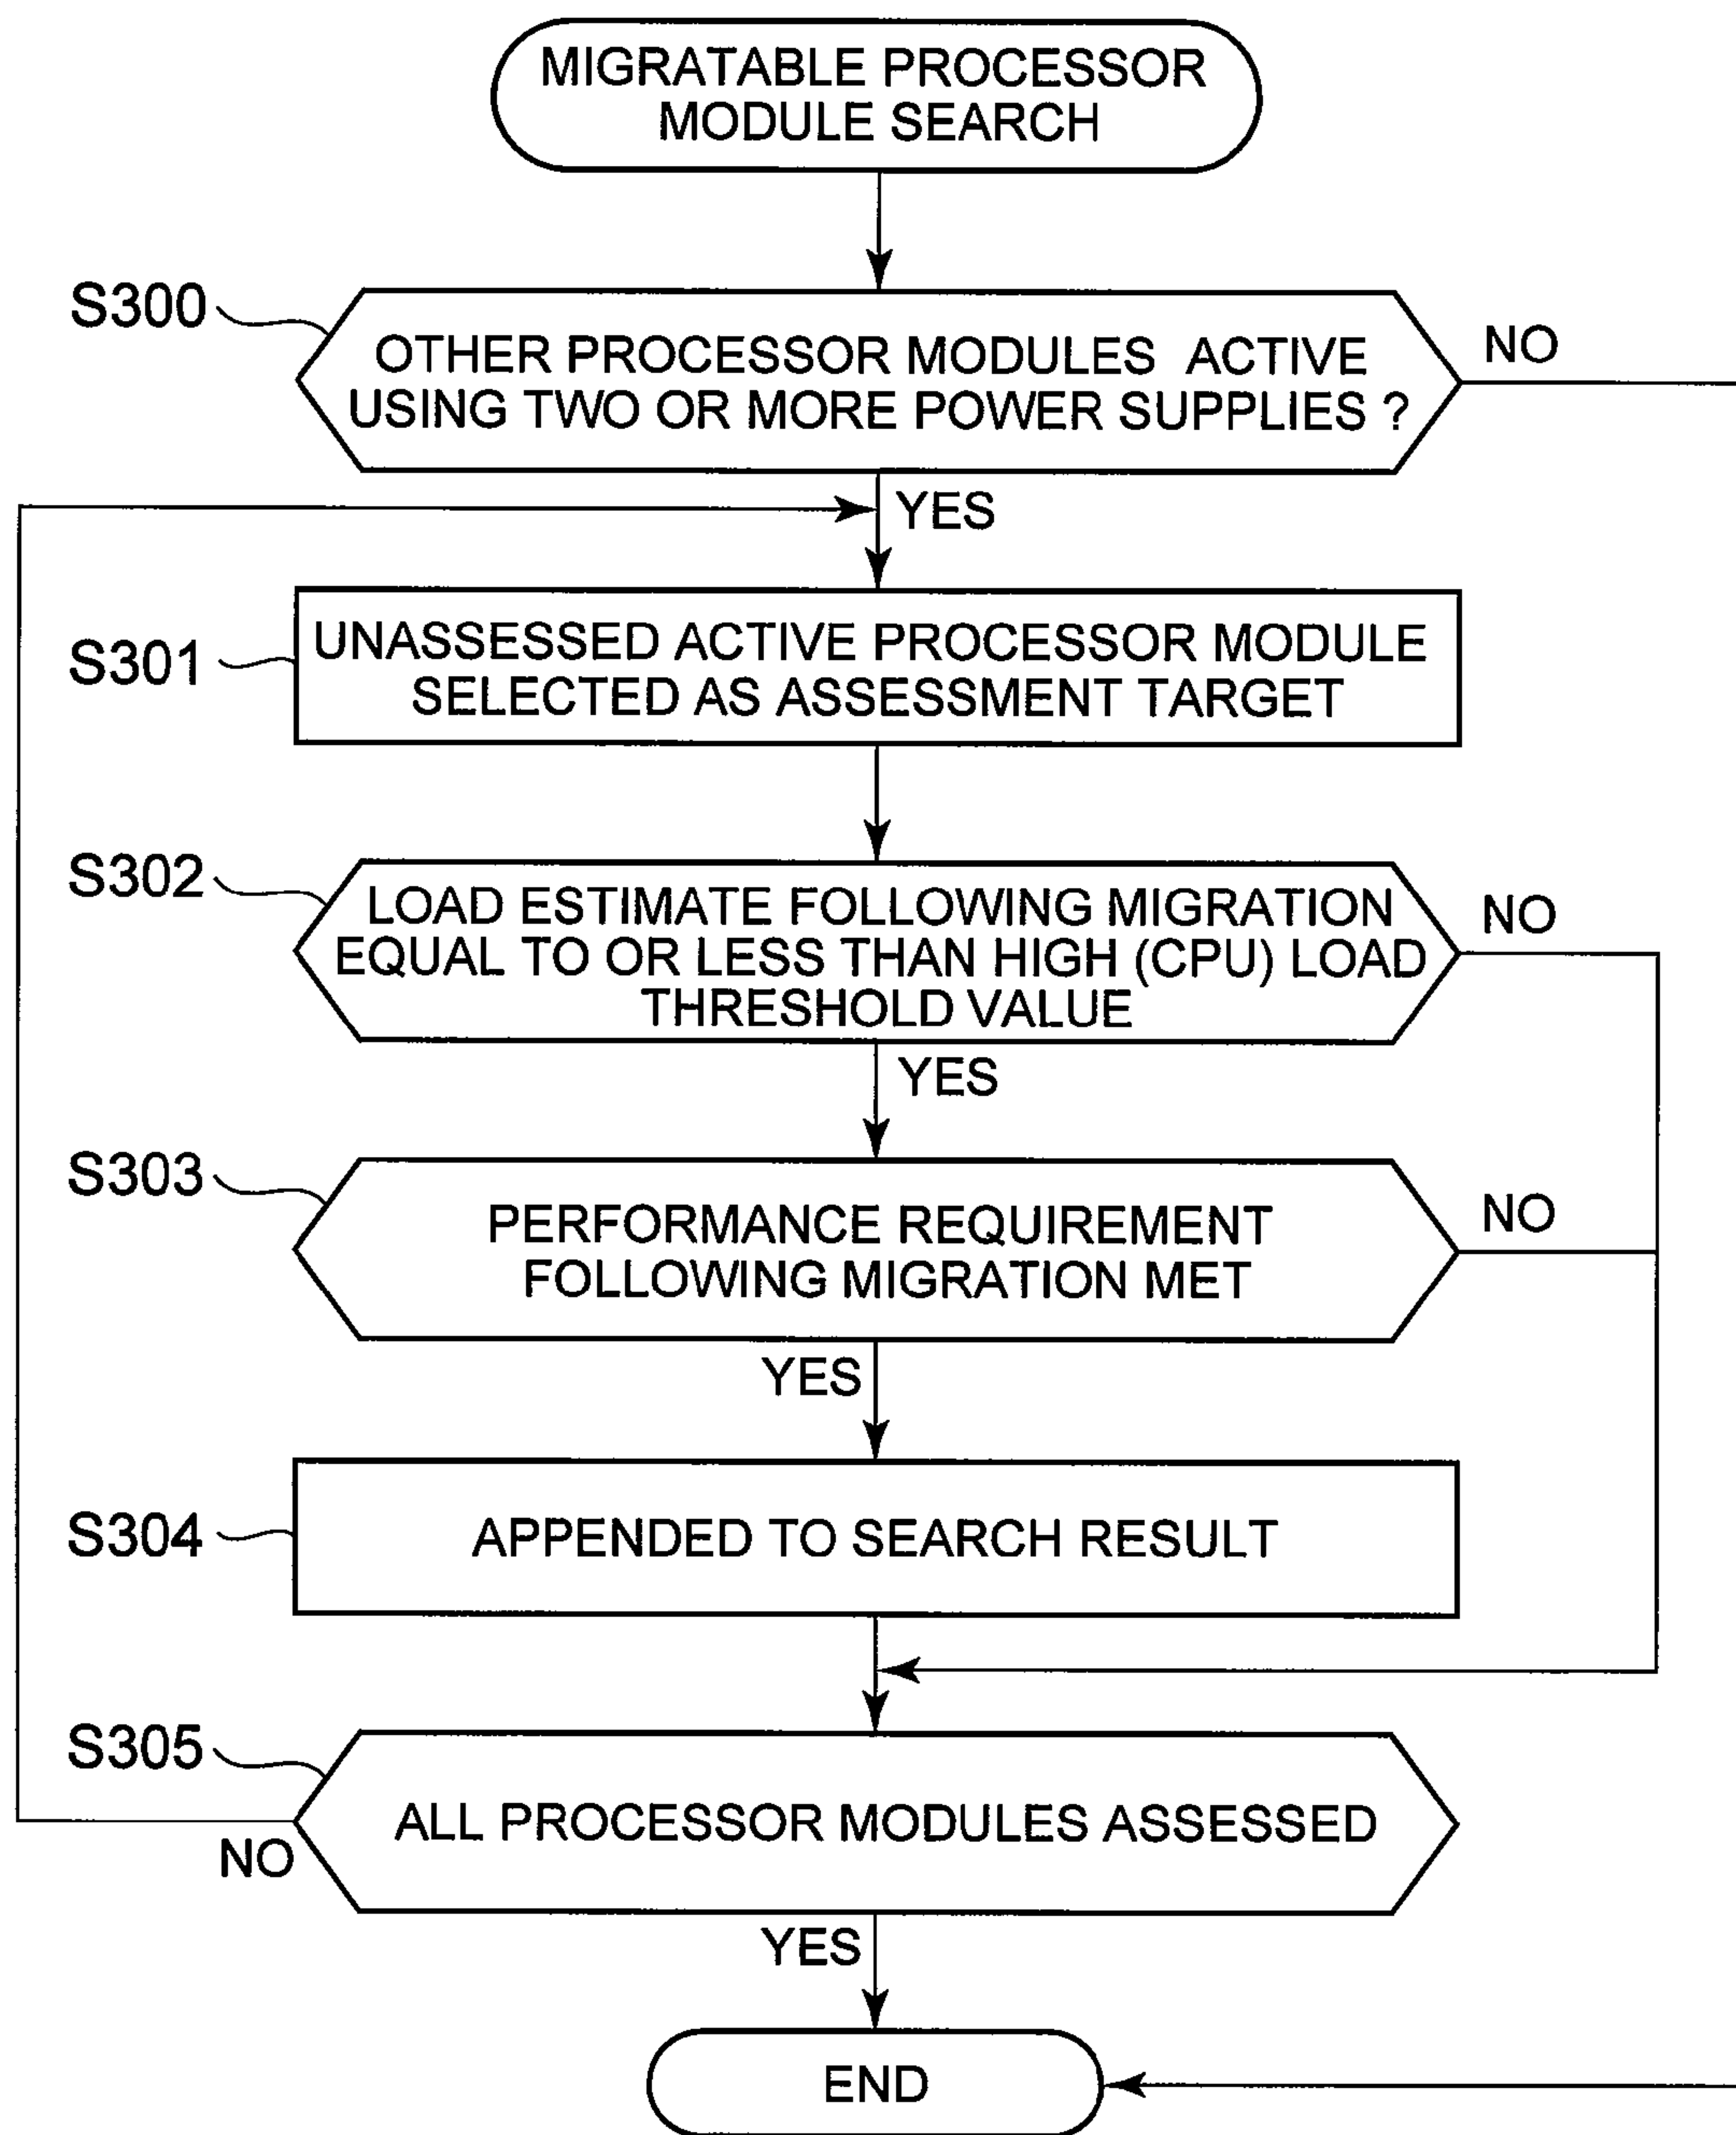 MIGRATABLE PROCESSOR
MODULE SEARCH
S300
OTHER PROCESSOR MODULES ACTIVE
USING TWO OR MORE POWER SUPPLIES ?
NO
YES
S301
UNASSESSED ACTIVE PROCESSOR MODULE
SELECTED AS ASSESSMENT TARGET
S302
LOAD ESTIMATE FOLLOWING MIGRATION
EQUAL TO OR LESS THAN HIGH (CPU) LOAD
THRESHOLD VALUE
NO
YES
S303
PERFORMANCE REQUIREMENT
FOLLOWING MIGRATION MET
NO
YES
S304
APPENDED TO SEARCH RESULT
S305
ALL PROCESSOR MODULES ASSESSED
NO
YES
END